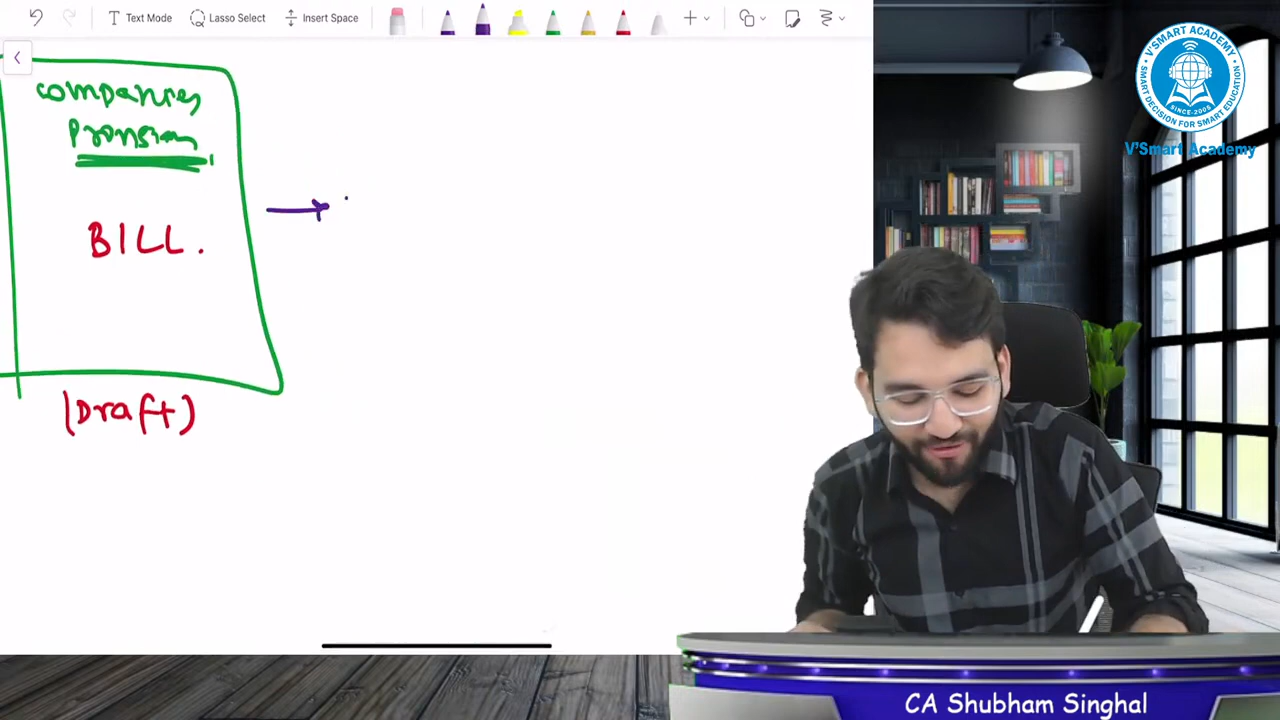 Text Mode
Lasso Select
Insert Space
companies
Provision
BILL.
(Draft)
V'SMART ACADEMY
SINCE-2005
SMART DECISION FOR SMART EDUCATION
V'Smart Academy
CA Shubham Singhal